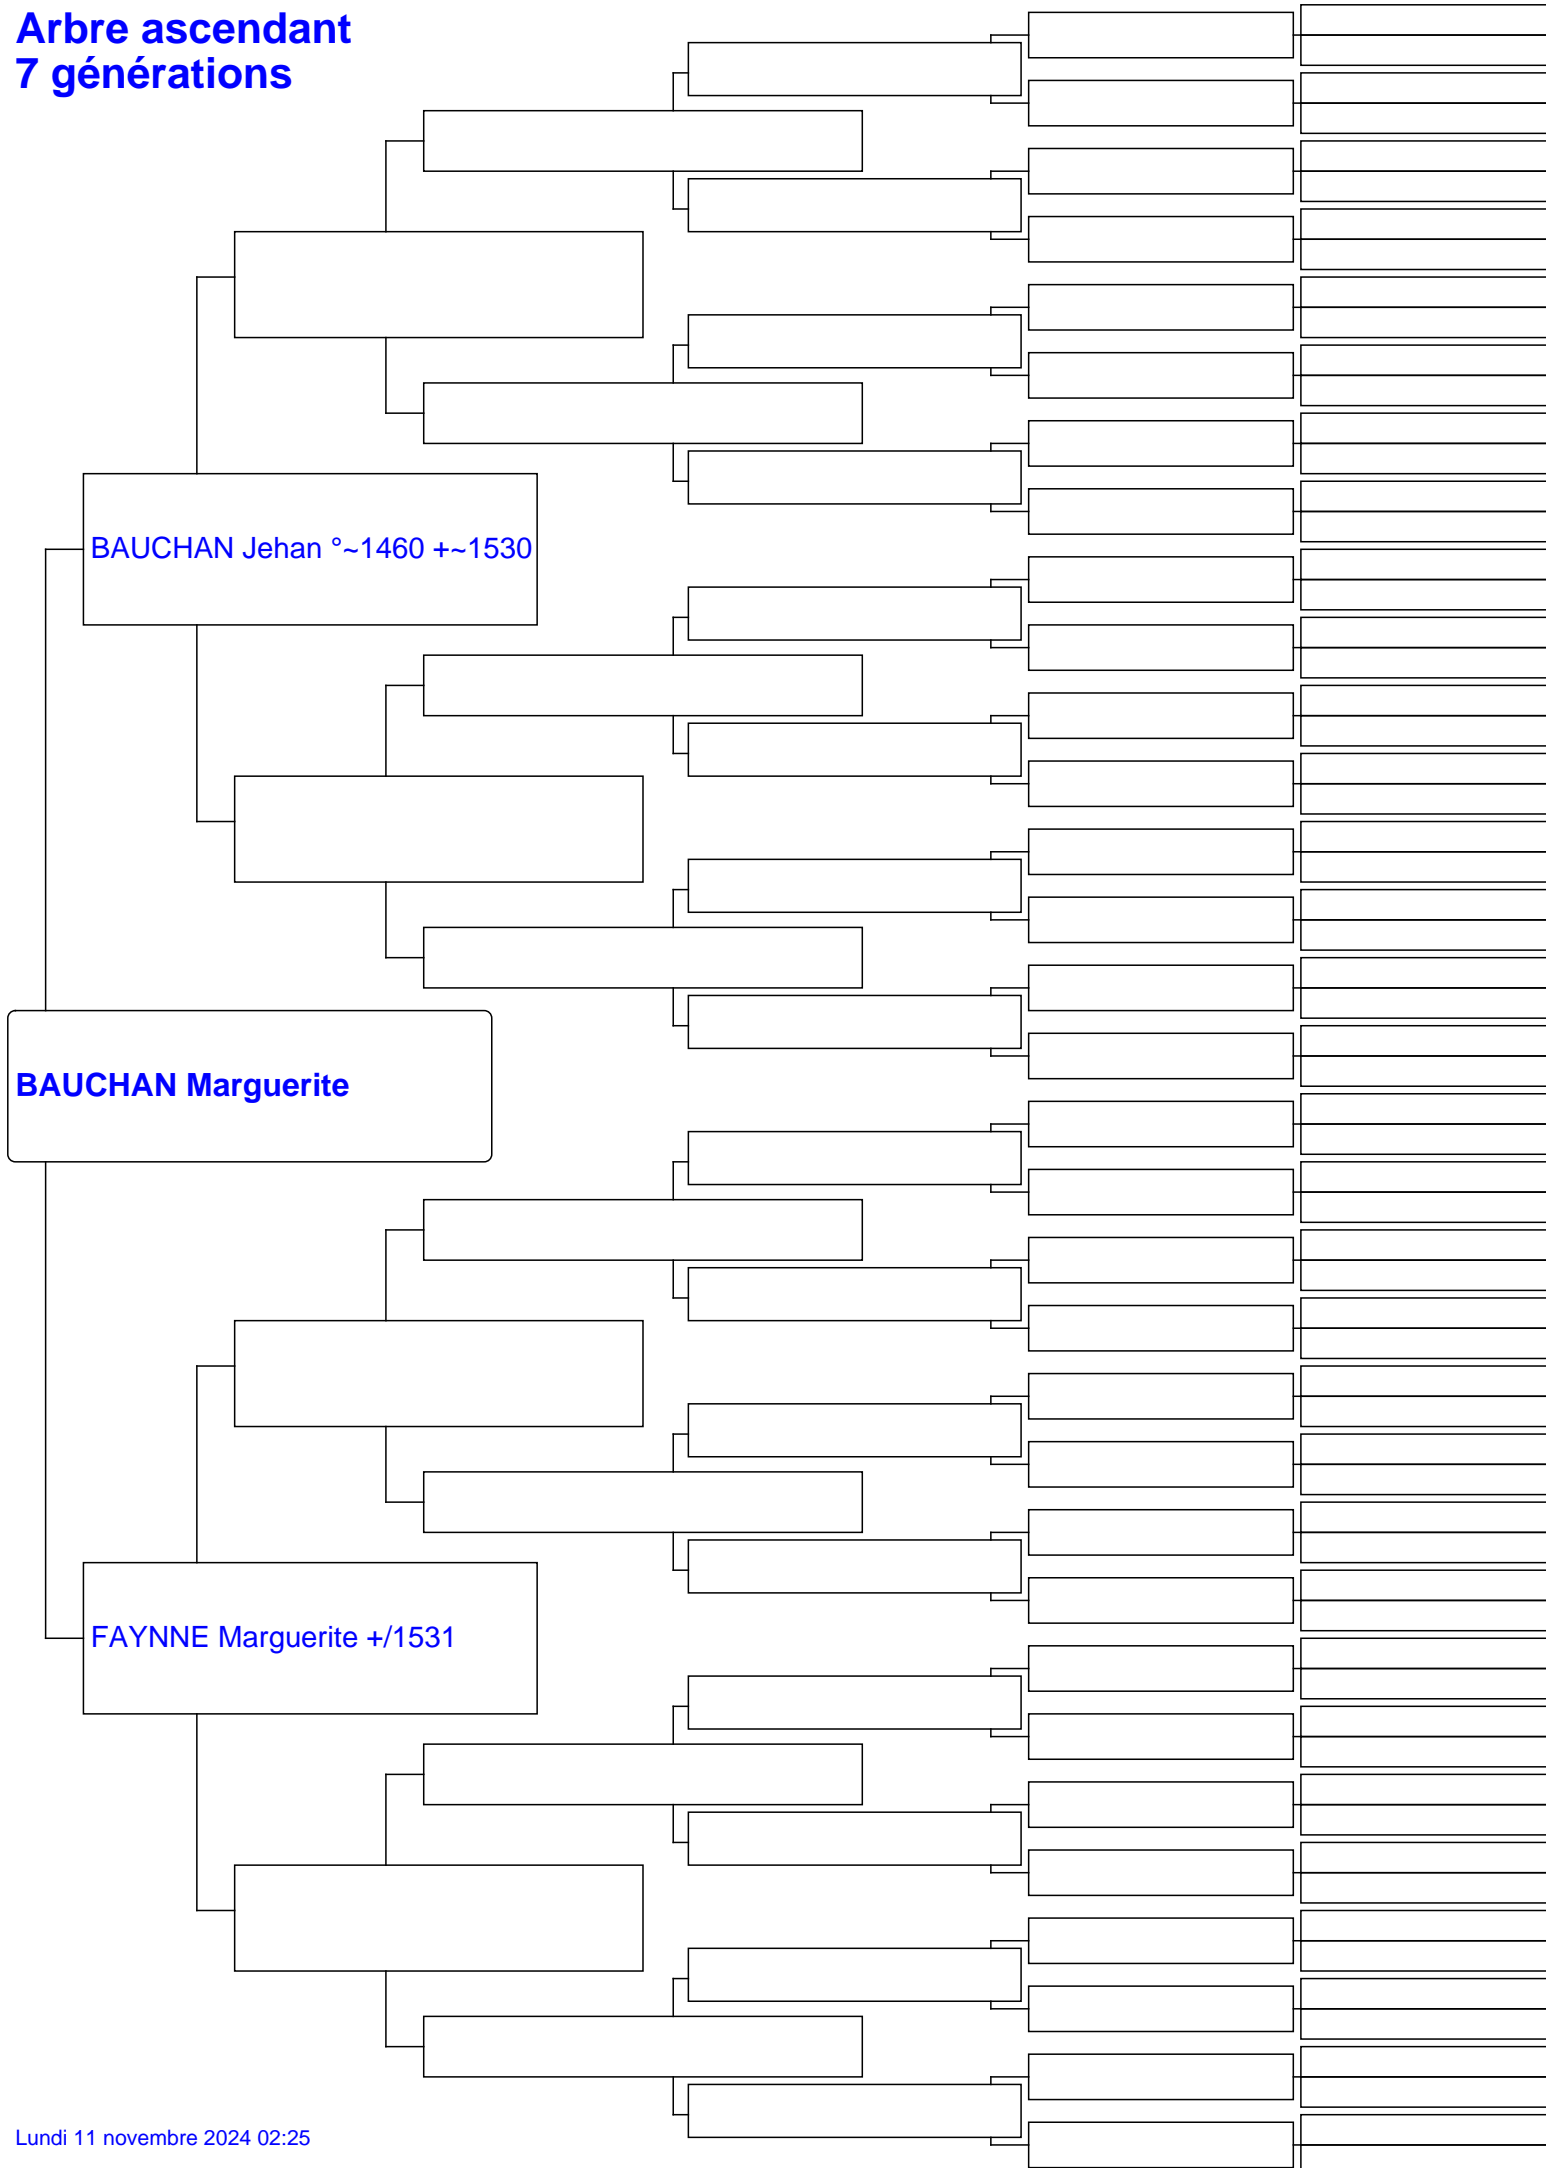 Arbre ascendant
7 générations
BAUCHAN Jehan °~1460 +~1530
BAUCHAN Marguerite
FAYNNE Marguerite +/1531
Lundi 11 novembre 2024 02:25